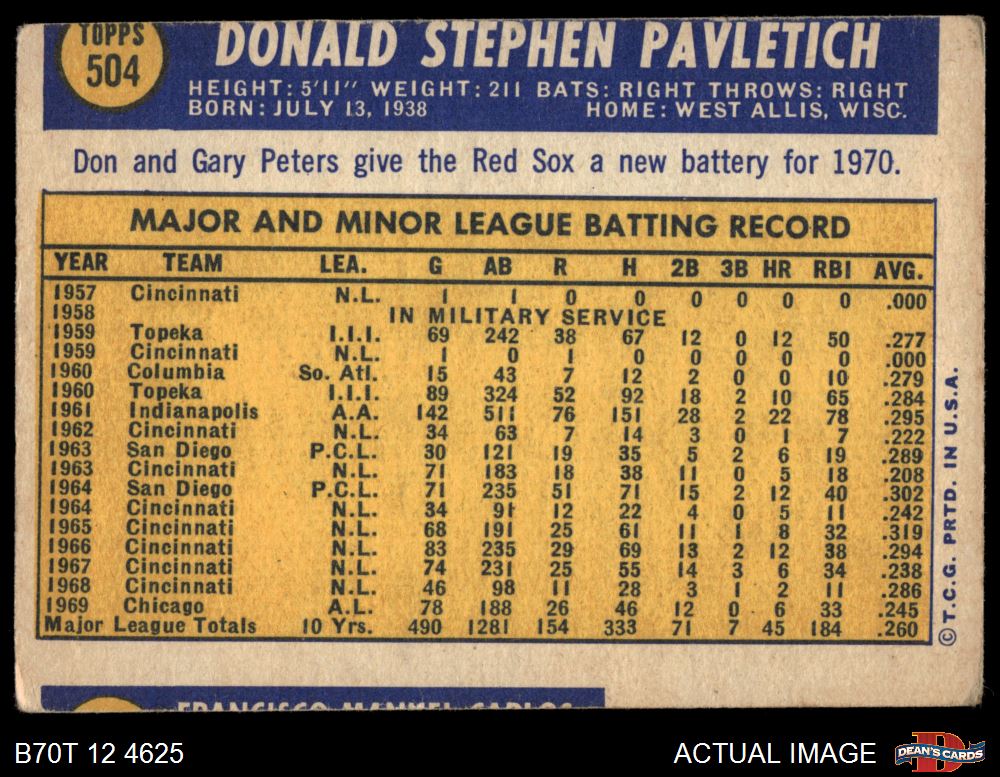 TOPPS
504
DONALD STEPHEN PAVLETICH
HEIGHT: 5'11" WEIGHT: 211 BATS: RIGHT THROWS: RIGHT
BORN: JULY 13, 1938 HOME: WEST ALLIS, WISC.
Don and Gary Peters give the Red Sox a new battery for 1970.
MAJOR AND MINOR LEAGUE BATTING RECORD
YEAR TEAM LEA. G AB R H 2B 3B HR RBI AVG.
1957 Cincinnati N.L. 1 1 0 0 0 0 0 0 .000
1958 IN MILITARY SERVICE
1959 Topeka I.I.I. 69 242 38 67 12 0 12 50 .277
1959 Cincinnati N.L. 1 0 1 0 0 0 0 0 .000
1960 Columbia So. Atl. 15 43 7 12 2 0 0 10 .279
1960 Topeka I.I.I. 89 324 52 92 18 2 10 65 .284
1961 Indianapolis A.A. 142 511 76 151 28 2 22 78 .295
1962 Cincinnati N.L. 34 63 7 14 3 0 1 7 .222
1963 San Diego P.C.L. 30 121 19 35 5 2 6 19 .289
1963 Cincinnati N.L. 71 183 18 38 11 0 5 18 .208
1964 San Diego P.C.L. 71 235 51 71 15 2 12 40 .302
1964 Cincinnati N.L. 34 91 12 22 4 0 5 11 .242
1965 Cincinnati N.L. 68 191 25 61 11 1 8 32 .319
1966 Cincinnati N.L. 83 235 29 69 13 2 12 38 .294
1967 Cincinnati N.L. 74 231 25 55 14 3 6 34 .238
1968 Cincinnati N.L. 46 98 11 28 3 1 2 11 .286
1969 Chicago A.L. 78 188 26 46 12 0 6 33 .245
Major League Totals 10 Yrs. 490 1281 154 333 71 7 45 184 .260
© T.C.G. PRTD. IN U.S.A.
FRANCISCO MANUEL CARLOS
B70T 12 4625
ACTUAL IMAGE
D
DEAN'S CARDS